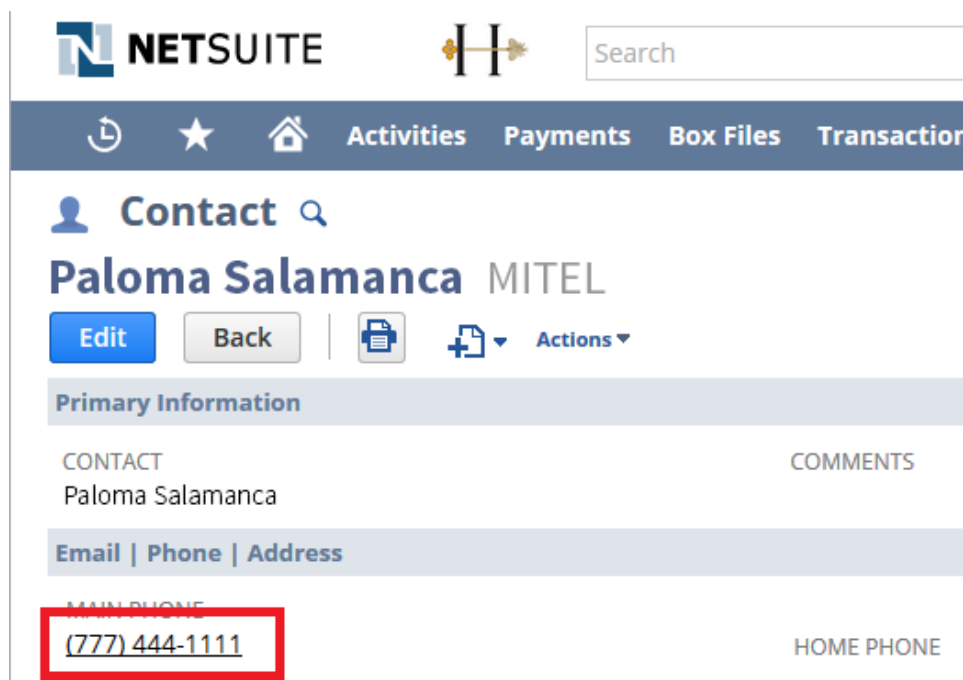 NETSUITE
Search
Activities Payments Box Files Transaction
Contact
Paloma Salamanca MITEL
Edit Back Actions
Primary Information
CONTACT COMMENTS
Paloma Salamanca
Email | Phone | Address
MAIN PHONE
(777) 444-1111 HOME PHONE